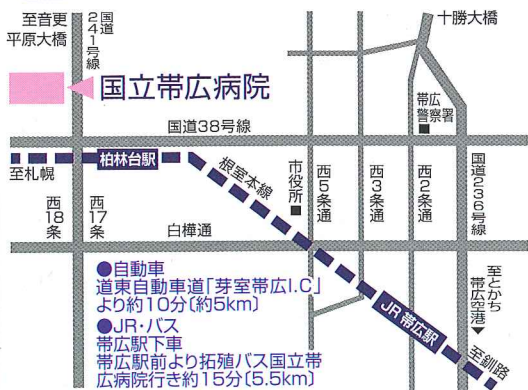 至音更
平原大橋
国道
241号線
十勝大橋
国立帯広病院
帯広
警察署
国道38号線
柏林台駅
至札幌
根室本線
市役所
西5条通
西3条通
西2条通
国道236号線
西18条
西17条
白樺通
至とかち
帯広空港
●自動車
道東自動車道「芽室帯広I.C」
より約10分〔約5km〕
●JR・バス
帯広駅下車
帯広駅前より拓殖バス国立帯
広病院行き約15分〔5.5km〕
JR 帯広駅
至釧路